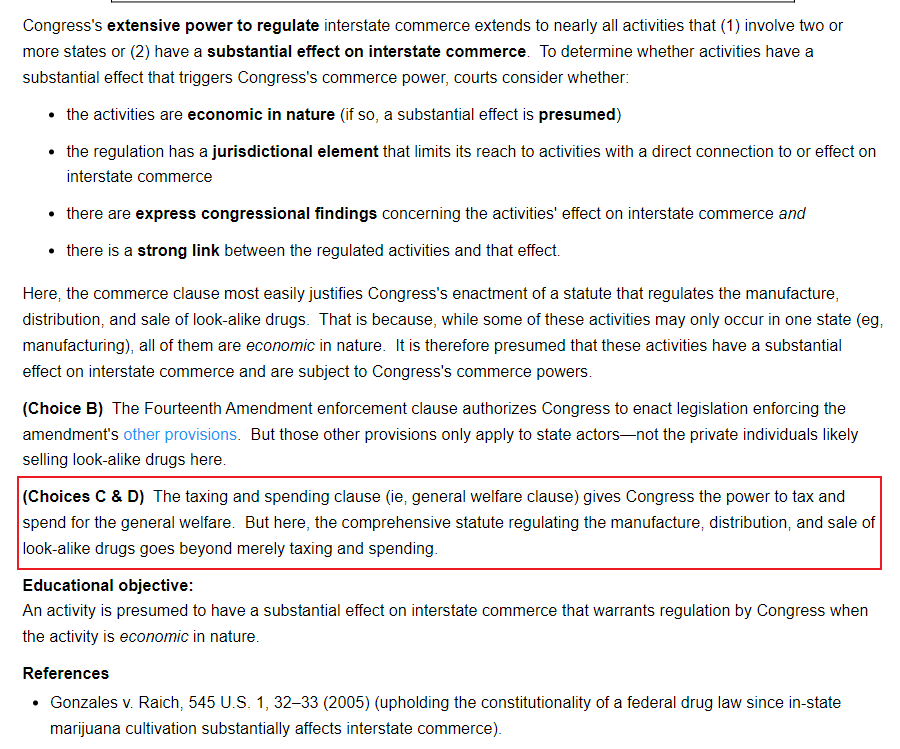 Congress's extensive power to regulate interstate commerce extends to nearly all activities that (1) involve two or
more states or (2) have a substantial effect on interstate commerce.  To determine whether activities have a
substantial effect that triggers Congress's commerce power, courts consider whether:
• the activities are economic in nature (if so, a substantial effect is presumed)
• the regulation has a jurisdictional element that limits its reach to activities with a direct connection to or effect on
interstate commerce
• there are express congressional findings concerning the activities' effect on interstate commerce and
• there is a strong link between the regulated activities and that effect.
Here, the commerce clause most easily justifies Congress's enactment of a statute that regulates the manufacture,
distribution, and sale of look-alike drugs.  That is because, while some of these activities may only occur in one state (eg,
manufacturing), all of them are economic in nature.  It is therefore presumed that these activities have a substantial
effect on interstate commerce and are subject to Congress's commerce powers.
(Choice B)  The Fourteenth Amendment enforcement clause authorizes Congress to enact legislation enforcing the
amendment's other provisions.  But those other provisions only apply to state actors—not the private individuals likely
selling look-alike drugs here.
(Choices C & D)  The taxing and spending clause (ie, general welfare clause) gives Congress the power to tax and
spend for the general welfare.  But here, the comprehensive statute regulating the manufacture, distribution, and sale of
look-alike drugs goes beyond merely taxing and spending.
Educational objective:
An activity is presumed to have a substantial effect on interstate commerce that warrants regulation by Congress when
the activity is economic in nature.
References
• Gonzales v. Raich, 545 U.S. 1, 32–33 (2005) (upholding the constitutionality of a federal drug law since in-state
marijuana cultivation substantially affects interstate commerce).